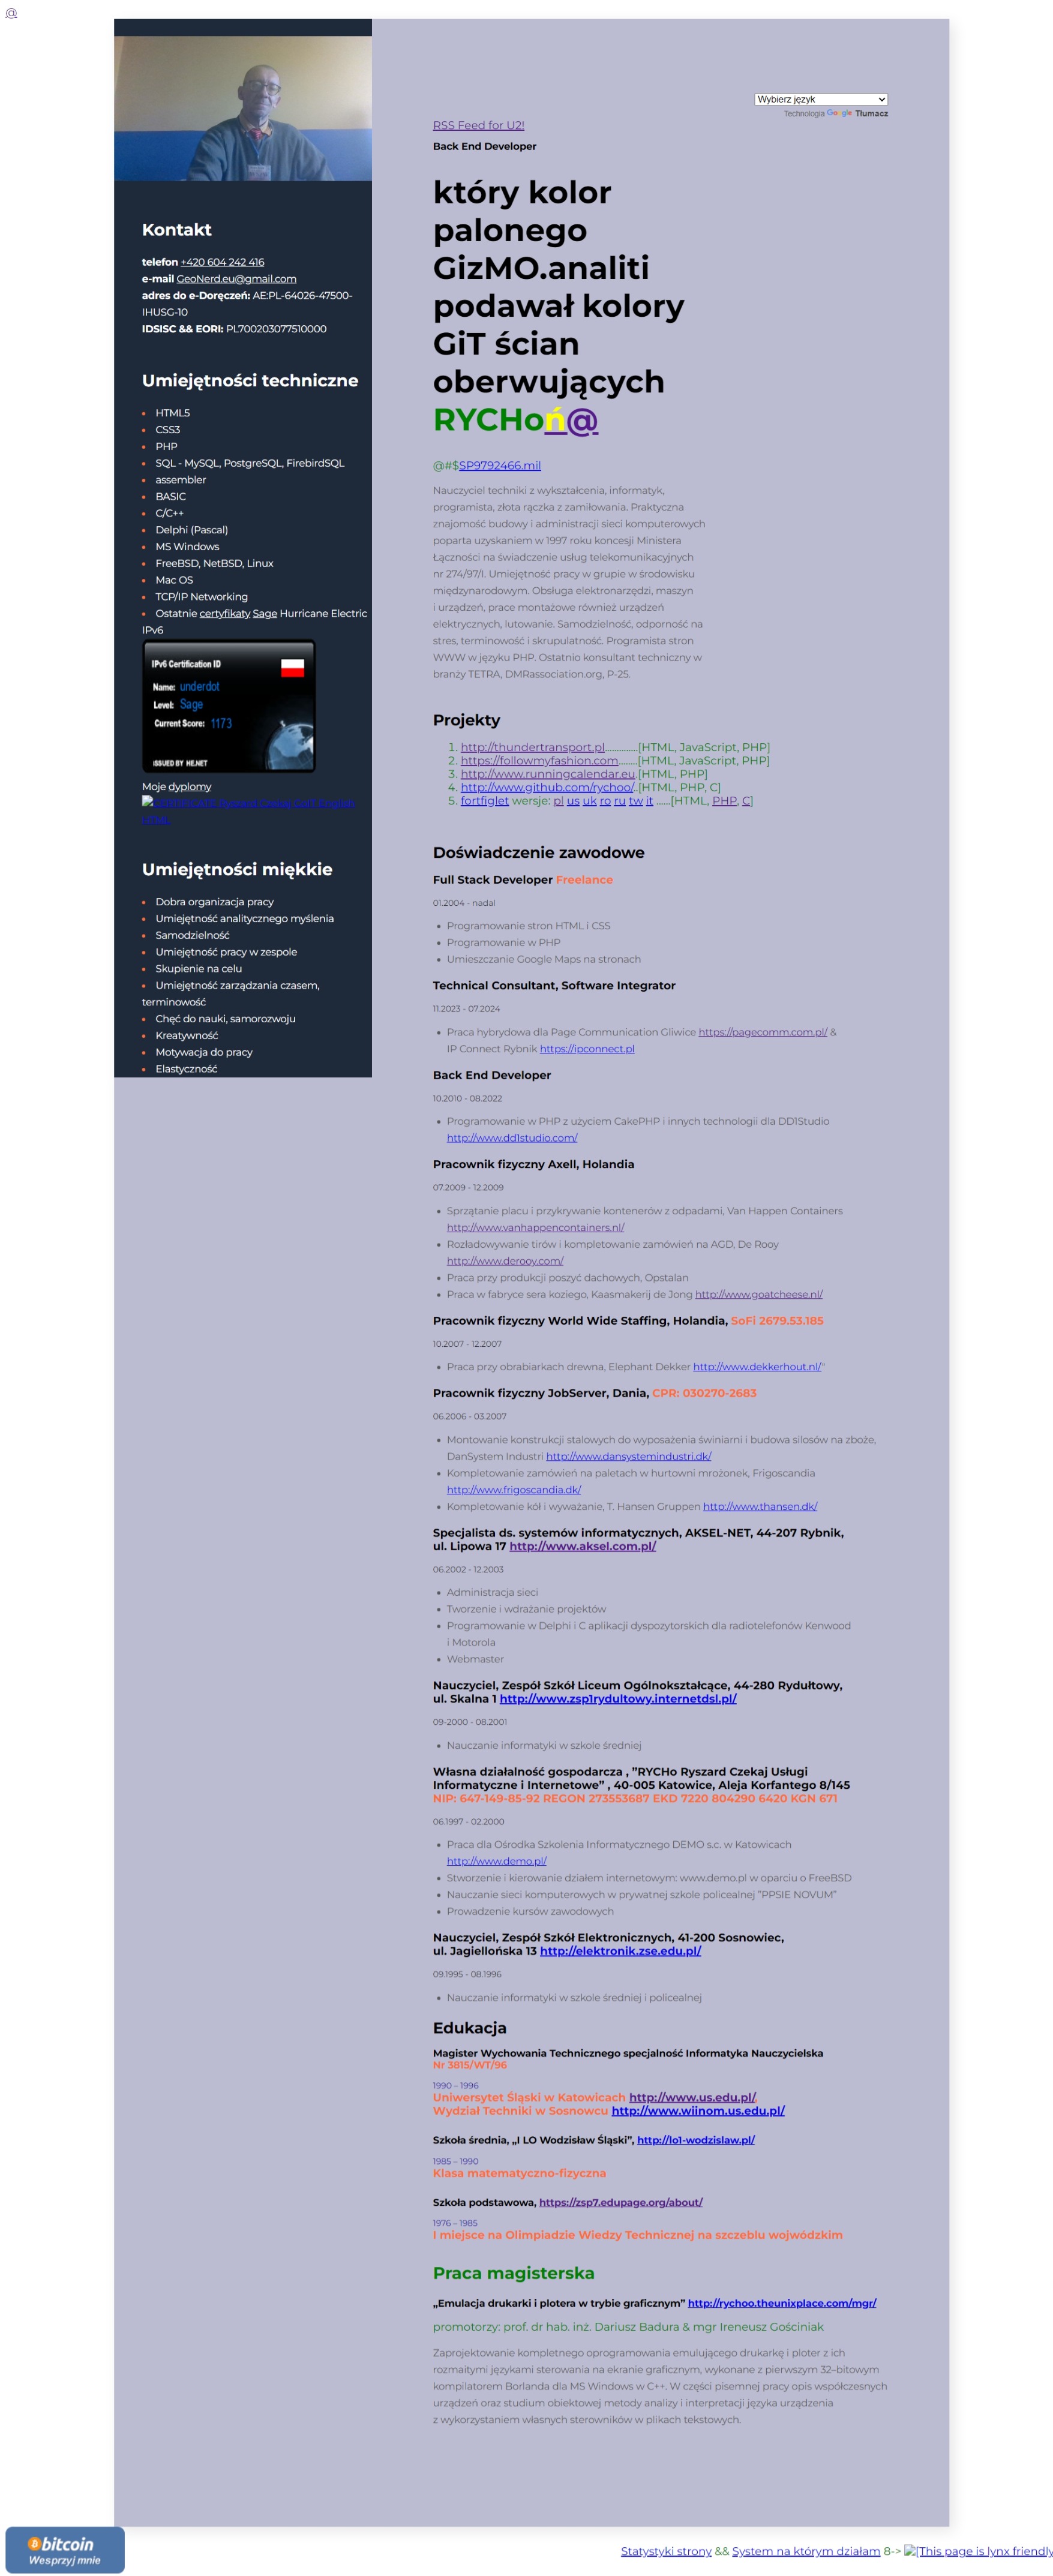 @
Kontakt
telefon +420 604 242 416
e-mail GeoNerd.eu@gmail.com
adres do e-Doręczeń: AE:PL-64026-47500-
IHUSG-10
IDSISC && EORI: PL700203077510000
Umiejętności techniczne
HTML5
CSS3
PHP
SQL - MySQL, PostgreSQL, FirebirdSQL
assembler
BASIC
C/C++
Delphi (Pascal)
MS Windows
FreeBSD, NetBSD, Linux
Mac OS
TCP/IP Networking
Ostatnie certyfikaty Sage Hurricane Electric
IPv6
IPv6 Certification ID
Name: underdot
Level: Sage
Current Score: 1173
ISSUED BY HE.NET
Moje dyplomy
Umiejętności miękkie
Dobra organizacja pracy
Umiejętność analitycznego myślenia
Samodzielność
Umiejętność pracy w zespole
Skupienie na celu
Umiejętność zarządzania czasem,
terminowość
Chęć do nauki, samorozwoju
Kreatywność
Motywacja do pracy
Elastyczność
Wybierz język
Technologia Google Tłumacz
RSS Feed for U2!
Back End Developer
który kolor
palonego
GizMO.analiti
podawał kolory
GiT ścian
oberwujących
RYCHoń@
@#$SP9792466.mil
Nauczyciel techniki z wykształcenia, informatyk,
programista, złota rączka z zamiłowania. Praktyczna
znajomość budowy i administracji sieci komputerowych
poparta uzyskaniem w 1997 roku koncesji Ministera
Łączności na świadczenie usług telekomunikacyjnych
nr 274/97/I. Umiejętność pracy w grupie w środowisku
międzynarodowym. Obsługa elektronarzędzi, maszyn
i urządzeń, prace montażowe również urządzeń
elektrycznych, lutowanie. Samodzielność, odporność na
stres, terminowość i skrupulatność. Programista stron
WWW w języku PHP. Ostatnio konsultant techniczny w
branży TETRA, DMRassociation.org, P-25.
Projekty
1. http://thundertransport.pl..............[HTML, JavaScript, PHP]
2. https://followmyfashion.com........[HTML, JavaScript, PHP]
3. http://www.runningcalendar.eu.[HTML, PHP]
4. http://www.github.com/rychoo/..[HTML, PHP, C]
5. fortfiglet wersje: pl us uk ro ru tw it ......[HTML, PHP, C]
Doświadczenie zawodowe
Full Stack Developer Freelance
01.2004 - nadal
Programowanie stron HTML i CSS
Programowanie w PHP
Umieszczanie Google Maps na stronach
Technical Consultant, Software Integrator
11.2023 - 07.2024
Praca hybrydowa dla Page Communication Gliwice https://pagecomm.com.pl/ &
IP Connect Rybnik https://ipconnect.pl
Back End Developer
10.2010 - 08.2022
Programowanie w PHP z użyciem CakePHP i innych technologii dla DD1Studio
http://www.dd1studio.com/
Pracownik fizyczny Axell, Holandia
07.2009 - 12.2009
Sprzątanie placu i przykrywanie kontenerów z odpadami, Van Happen Containers
http://www.vanhappencontainers.nl/
Rozładowywanie tirów i kompletowanie zamówień na AGD, De Rooy
http://www.derooy.com/
Praca przy produkcji poszyć dachowych, Opstalan
Praca w fabryce sera koziego, Kaasmakerij de Jong http://www.goatcheese.nl/
Pracownik fizyczny World Wide Staffing, Holandia, SoFi 2679.53.185
10.2007 - 12.2007
Praca przy obrabiarkach drewna, Elephant Dekker http://www.dekkerhout.nl/"
Pracownik fizyczny JobServer, Dania, CPR: 030270-2683
06.2006 - 03.2007
Montowanie konstrukcji stalowych do wyposażenia świniarni i budowa silosów na zboże,
DanSystem Industri http://www.dansystemindustri.dk/
Kompletowanie zamówień na paletach w hurtowni mrożonek, Frigoscandia
http://www.frigoscandia.dk/
Kompletowanie kół i wyważanie, T. Hansen Gruppen http://www.thansen.dk/
Specjalista ds. systemów informatycznych, AKSEL-NET, 44-207 Rybnik,
ul. Lipowa 17 http://www.aksel.com.pl/
06.2002 - 12.2003
Administracja sieci
Tworzenie i wdrażanie projektów
Programowanie w Delphi i C aplikacji dyspozytorskich dla radiotelefonów Kenwood
i Motorola
Webmaster
Nauczyciel, Zespół Szkół Liceum Ogólnokształcące, 44-280 Rydułtowy,
ul. Skalna 1 http://www.zsp1rydultowy.internetdsl.pl/
09-2000 - 08.2001
Nauczanie informatyki w szkole średniej
Własna działalność gospodarcza , ”RYCHo Ryszard Czekaj Usługi
Informatyczne i Internetowe” , 40-005 Katowice, Aleja Korfantego 8/145
NIP: 647-149-85-92 REGON 273553687 EKD 7220 804290 6420 KGN 671
06.1997 - 02.2000
Praca dla Ośrodka Szkolenia Informatycznego DEMO s.c. w Katowicach
http://www.demo.pl/
Stworzenie i kierowanie działem internetowym: www.demo.pl w oparciu o FreeBSD
Nauczanie sieci komputerowych w prywatnej szkole policealnej ”PPSIE NOVUM”
Prowadzenie kursów zawodowych
Nauczyciel, Zespół Szkół Elektronicznych, 41-200 Sosnowiec,
ul. Jagiellońska 13 http://elektronik.zse.edu.pl/
09.1995 - 08.1996
Nauczanie informatyki w szkole średniej i policealnej
Edukacja
Magister Wychowania Technicznego specjalność Informatyka Nauczycielska
Nr 3815/WT/96
1990 – 1996
Uniwersytet Śląski w Katowicach http://www.us.edu.pl/,
Wydział Techniki w Sosnowcu http://www.wiinom.us.edu.pl/
Szkoła średnia, „I LO Wodzisław Śląski”, http://lo1-wodzislaw.pl/
1985 – 1990
Klasa matematyczno-fizyczna
Szkoła podstawowa, https://zsp7.edupage.org/about/
1976 – 1985
I miejsce na Olimpiadzie Wiedzy Technicznej na szczeblu wojwódzkim
Praca magisterska
„Emulacja drukarki i plotera w trybie graficznym” http://rychoo.theunixplace.com/mgr/
promotorzy: prof. dr hab. inż. Dariusz Badura & mgr Ireneusz Gościniak
Zaprojektowanie kompletnego oprogramowania emulującego drukarkę i ploter z ich
rozmaitymi językami sterowania na ekranie graficznym, wykonane z pierwszym 32–bitowym
kompilatorem Borlanda dla MS Windows w C++. W części pisemnej pracy opis współczesnych
urządzeń oraz studium obiektowej metody analizy i interpretacji języka urządzenia
z wykorzystaniem własnych sterowników w plikach tekstowych.
bitcoin
Wesprzyj mnie
Statystyki strony && System na którym działam 8-> [This page is lynx friendly